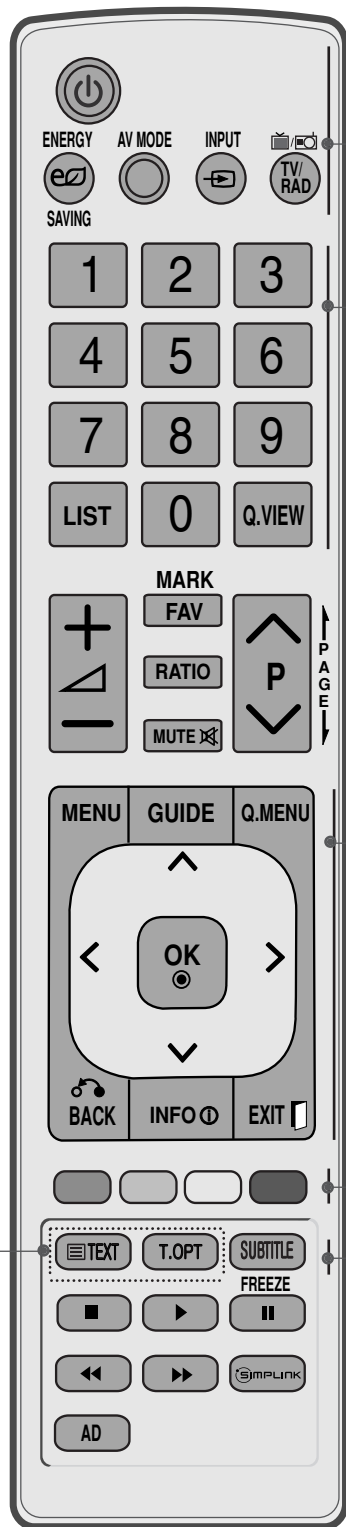 ENERGY AV MODE INPUT
TV/
RAD
SAVING
1 2 3
4 5 6
7 8 9
LIST 0 Q.VIEW
MARK
FAV
RATIO
P
PAGE
MUTE
MENU GUIDE Q.MENU
OK
BACK INFO EXIT
TEXT T.OPT SUBTITLE
FREEZE
SIMPLINK
AD